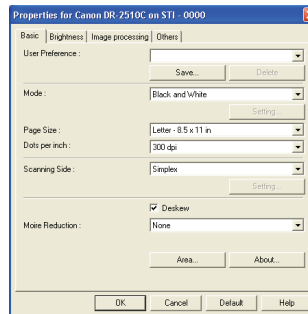 Properties for Canon DR-2510C on STI - 0000
Basic Brightness Image processing Others
User Preference :
Save... Delete
Mode : Black and White
Setting...
Page Size : Letter - 8.5 x 11 in
Dots per inch : 300 dpi
Scanning Side : Simplex
Setting...
Deskew
Moire Reduction : None
Area... About...
OK Cancel Default Help